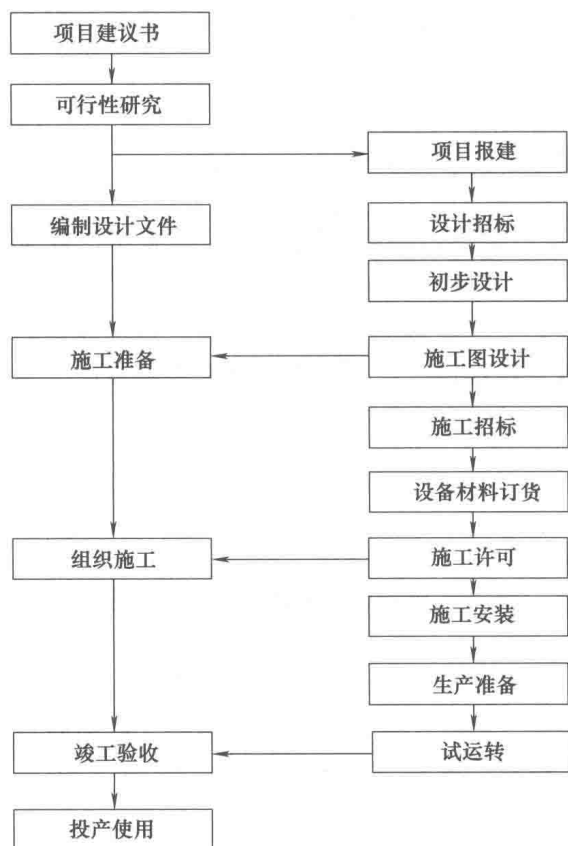 项目建议书
可行性研究
项目报建
编制设计文件
设计招标
初步设计
施工准备
施工图设计
施工招标
设备材料订货
组织施工
施工许可
施工安装
生产准备
竣工验收
试运转
投产使用